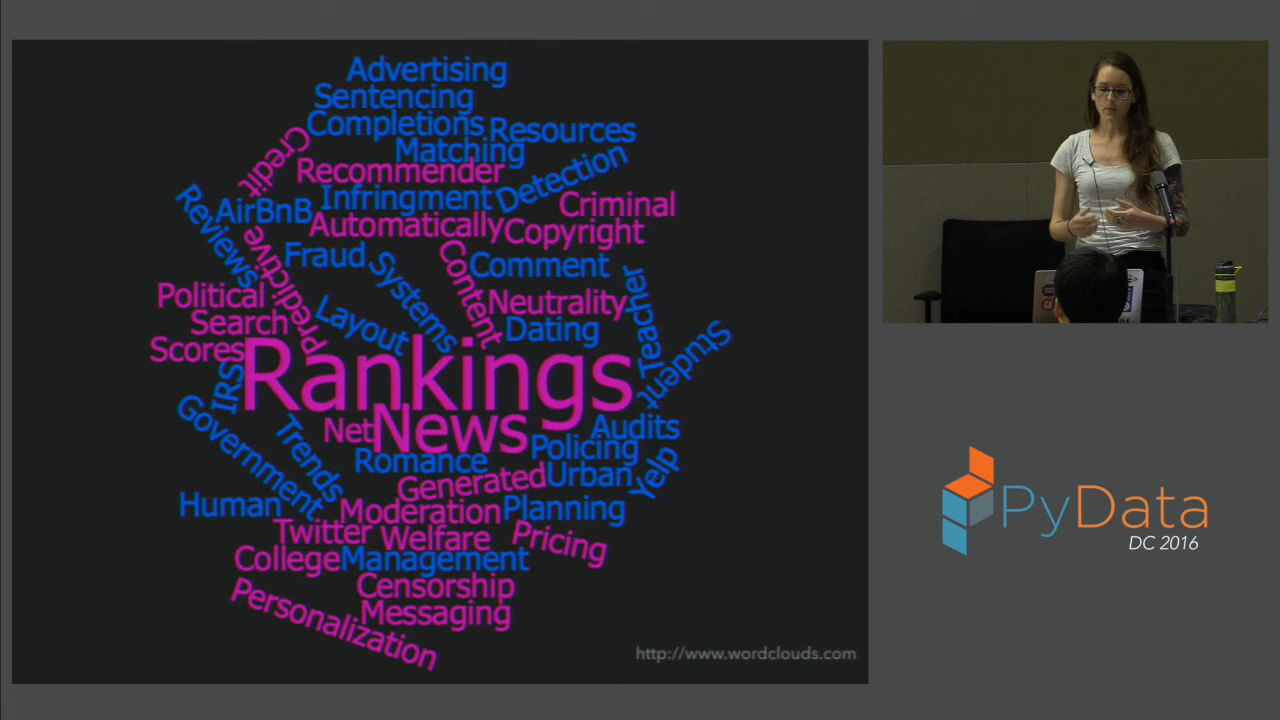 Advertising
Sentencing
Completions
Resources
Matching
Credit
Recommender
Detection
Infringment
Reviews
AirBnB
Criminal
Automatically
Copyright
Predictive
Fraud
Systems
Content
Comment
Political
Layout
Neutrality
Teacher
Search
Dating
Student
Scores
Rankings
IRS
Government
Trends
Net
News
Audits
Policing
Romance
Yelp
Generated
Urban
Human
Moderation
Planning
Twitter
Welfare
Pricing
College
Management
Censorship
Personalization
Messaging
http://www.wordclouds.com
PyData
DC 2016